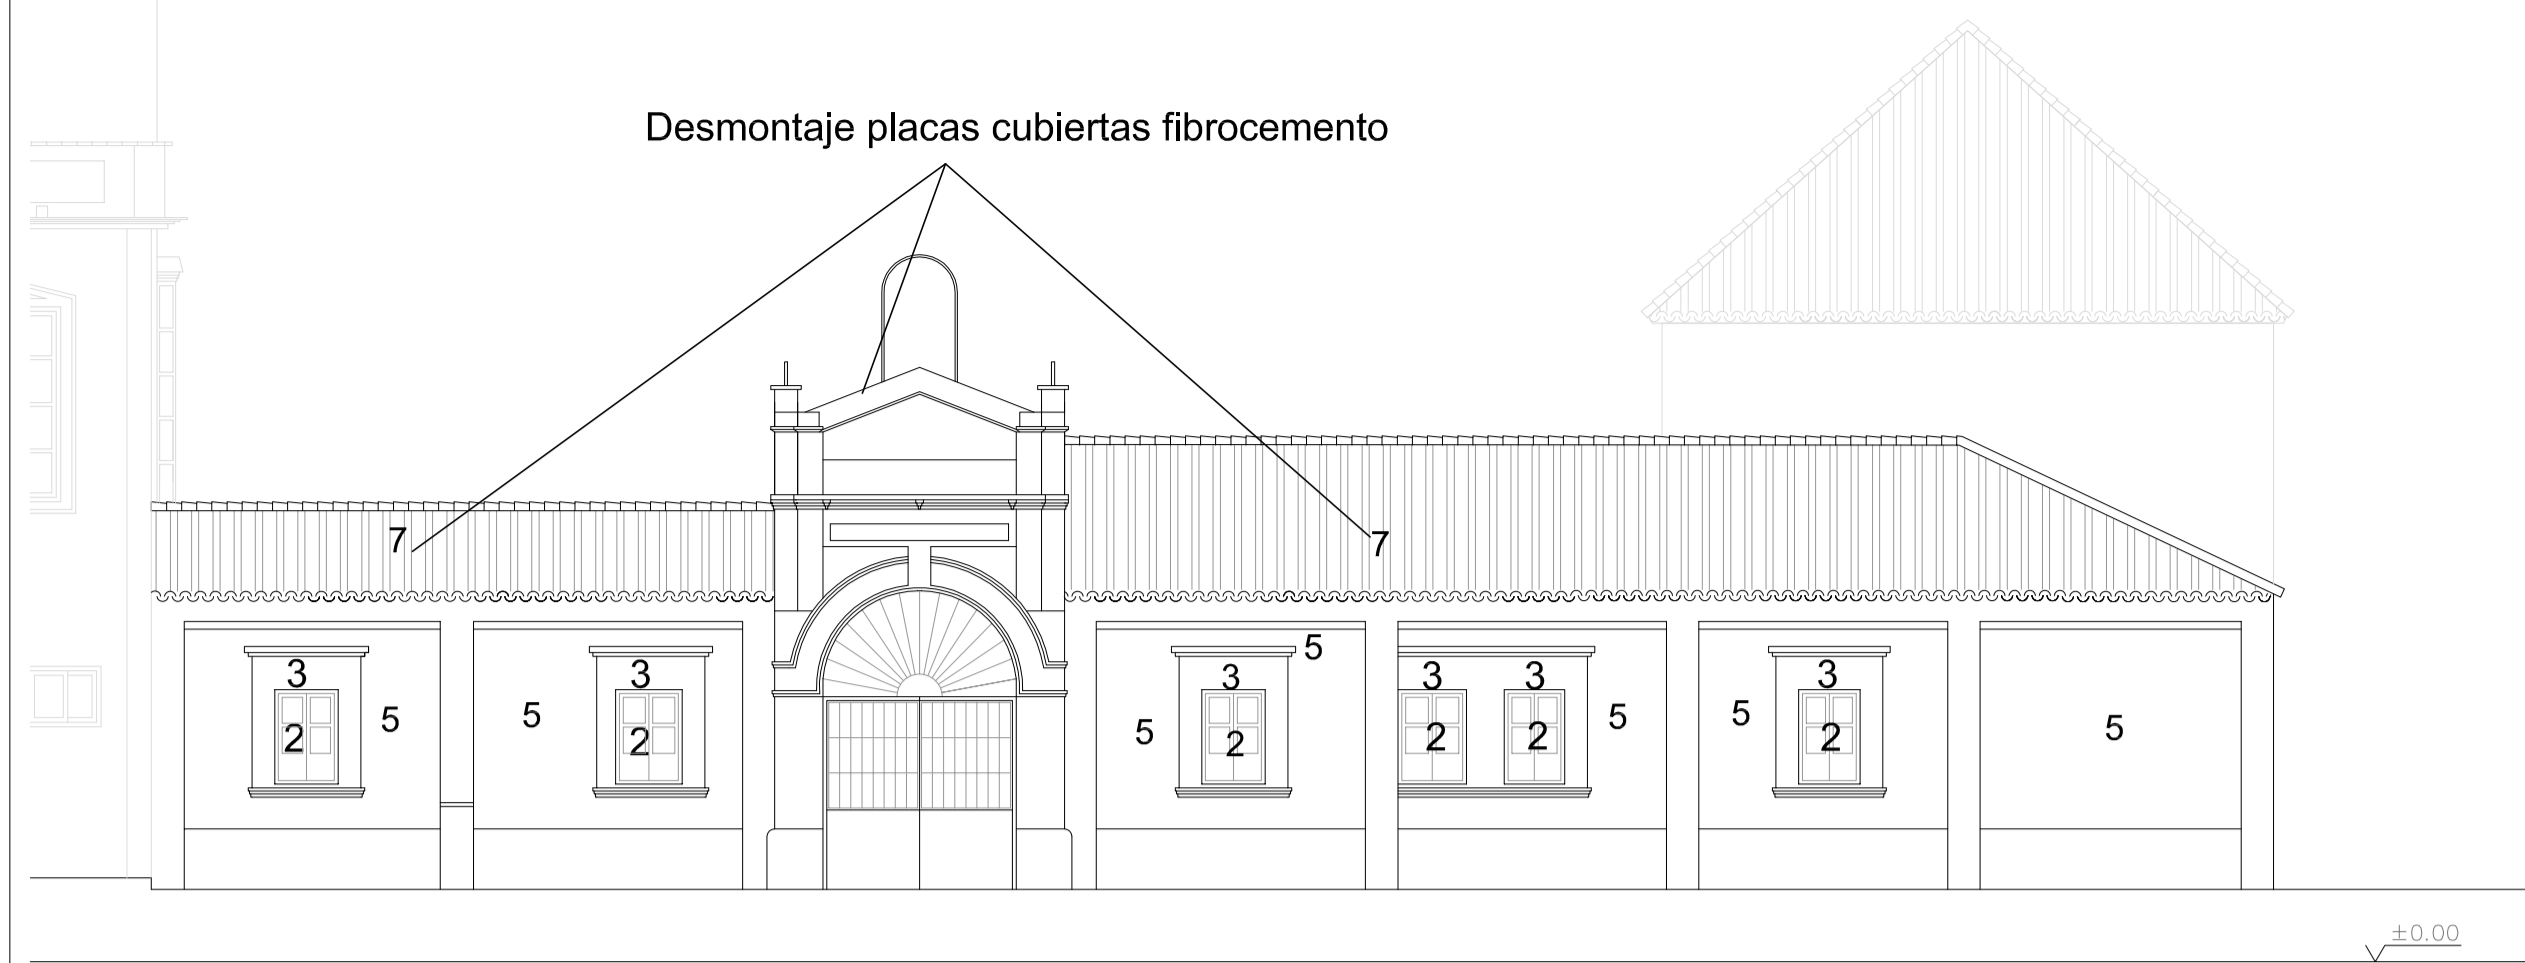 Desmontaje placas cubiertas fibrocemento
7 7
5
3 3 3 3 3 3
5 5 5 5 5 5
2 2 2 2 2 2
±0.00